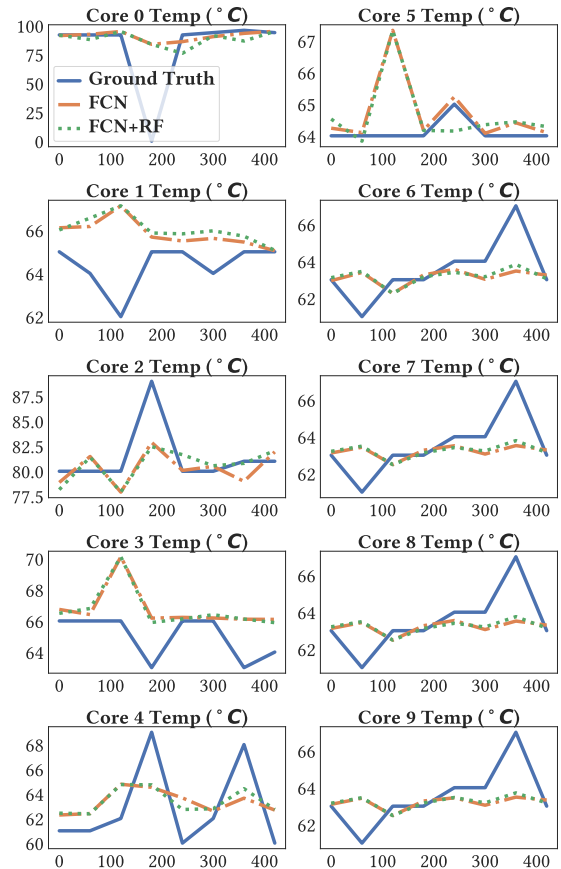 Core 0 Temp (°C)
100
75
50
25
0
Ground Truth
FCN
FCN+RF
0 100 200 300 400
Core 5 Temp (°C)
67
66
65
64
0 100 200 300 400
Core 1 Temp (°C)
66
64
62
0 100 200 300 400
Core 6 Temp (°C)
66
64
62
0 100 200 300 400
Core 2 Temp (°C)
87.5
85.0
82.5
80.0
77.5
0 100 200 300 400
Core 7 Temp (°C)
66
64
62
0 100 200 300 400
Core 3 Temp (°C)
70
68
66
64
0 100 200 300 400
Core 8 Temp (°C)
66
64
62
0 100 200 300 400
Core 4 Temp (°C)
68
66
64
62
60
0 100 200 300 400
Core 9 Temp (°C)
66
64
62
0 100 200 300 400